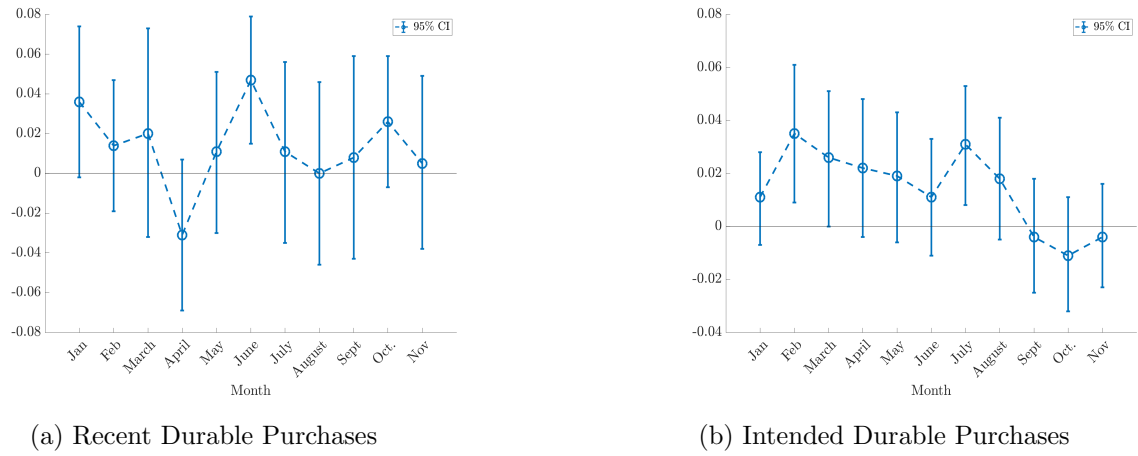 0.08
0.06
0.04
0.02
0
-0.02
-0.04
-0.06
-0.08
95% CI
Jan
Feb
March
April
May
June
July
August
Sept
Oct.
Nov
Month
(a) Recent Durable Purchases
0.08
0.06
0.04
0.02
0
-0.02
-0.04
95% CI
Jan
Feb
March
April
May
June
July
August
Sept
Oct.
Nov
Month
(b) Intended Durable Purchases